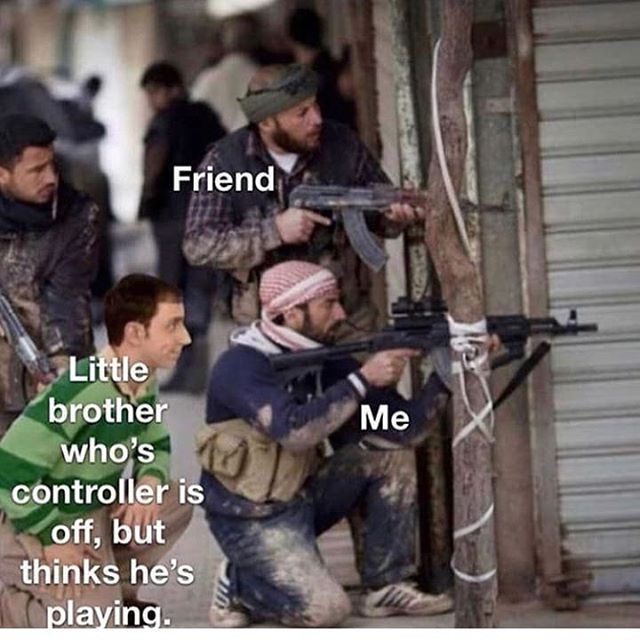 Friend
Me
Little
brother
who's
controller is
off, but
thinks he's
playing.